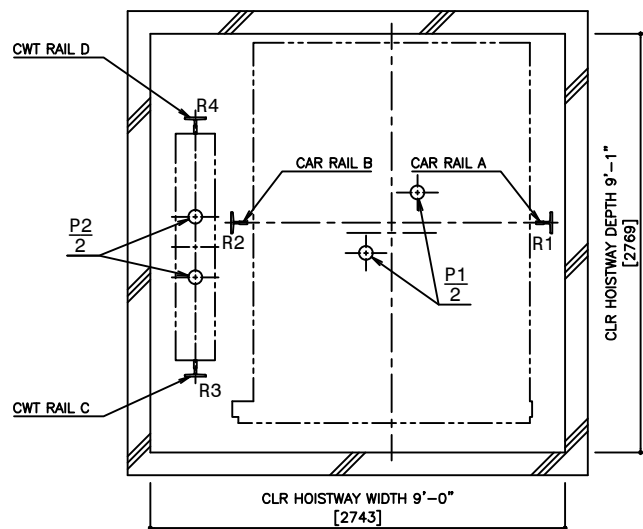 CWT RAIL D
R4
CAR RAIL B
CAR RAIL A
P2
2
R2
R1
P1
2
R3
CWT RAIL C
CLR HOISTWAY DEPTH 9'-1"
[2769]
CLR HOISTWAY WIDTH 9'-0"
[2743]